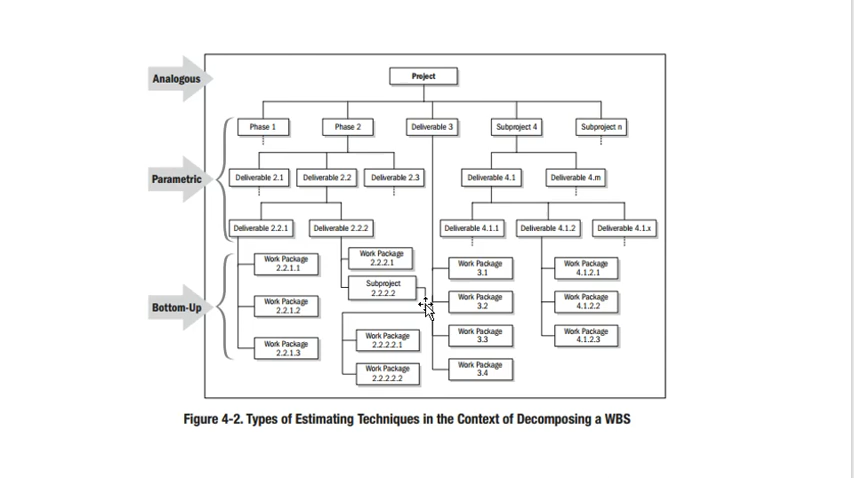 Analogous
Project
Phase 1
Phase 2
Deliverable 3
Subproject 4
Subproject n
Parametric
Deliverable 2.1
Deliverable 2.2
Deliverable 2.3
Deliverable 4.1
Deliverable 4.m
Deliverable 2.2.1
Deliverable 2.2.2
Deliverable 4.1.1
Deliverable 4.1.2
Deliverable 4.1.x
Bottom-Up
Work Package
2.2.1.1
Work Package
2.2.1.2
Work Package
2.2.1.3
Work Package
2.2.2.1
Subproject
2.2.2.2
Work Package
2.2.2.2.1
Work Package
2.2.2.2.2
Work Package
3.1
Work Package
3.2
Work Package
3.3
Work Package
3.4
Work Package
4.1.2.1
Work Package
4.1.2.2
Work Package
4.1.2.3
Figure 4-2. Types of Estimating Techniques in the Context of Decomposing a WBS